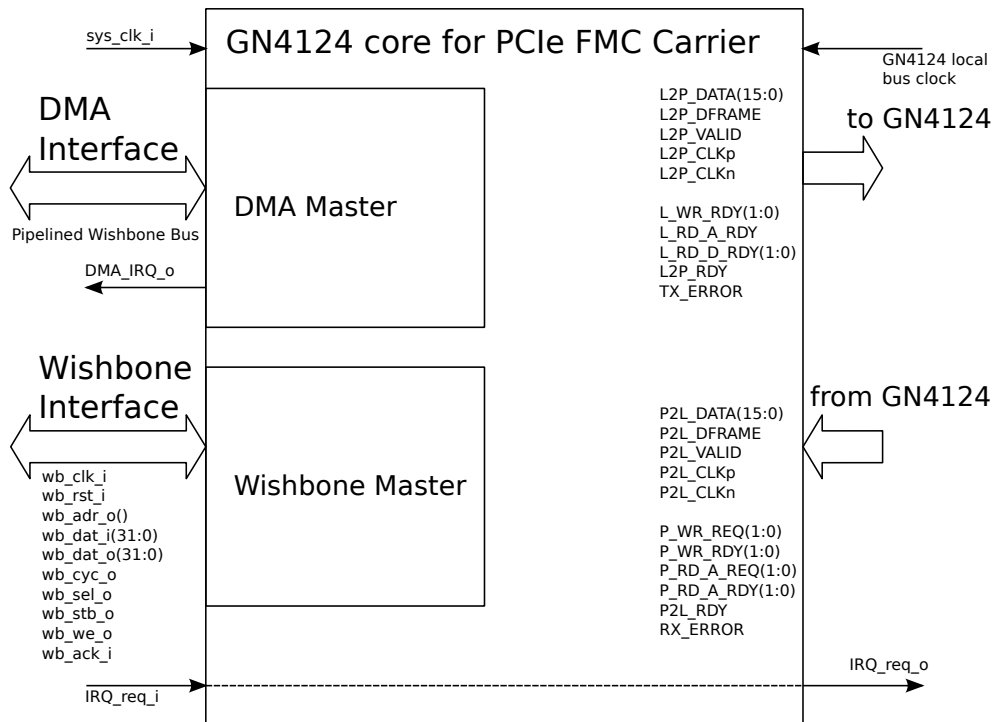 sys_clk_i
GN4124 core for PCIe FMC Carrier
GN4124 local
bus clock
DMA
Interface
Pipelined Wishbone Bus
DMA_IRQ_o
DMA Master
L2P_DATA(15:0)
L2P_DFRAME
L2P_VALID
L2P_CLKp
L2P_CLKn
L_WR_RDY(1:0)
L_RD_A_RDY
L_RD_D_RDY(1:0)
L2P_RDY
TX_ERROR
to GN4124
Wishbone
Interface
wb_clk_i
wb_rst_i
wb_adr_o()
wb_dat_i(31:0)
wb_dat_o(31:0)
wb_cyc_o
wb_sel_o
wb_stb_o
wb_we_o
wb_ack_i
Wishbone Master
from GN4124
P2L_DATA(15:0)
P2L_DFRAME
P2L_VALID
P2L_CLKp
P2L_CLKn
P_WR_REQ(1:0)
P_WR_RDY(1:0)
P_RD_A_REQ(1:0)
P_RD_A_RDY(1:0)
P2L_RDY
RX_ERROR
IRQ_req_i
IRQ_req_o